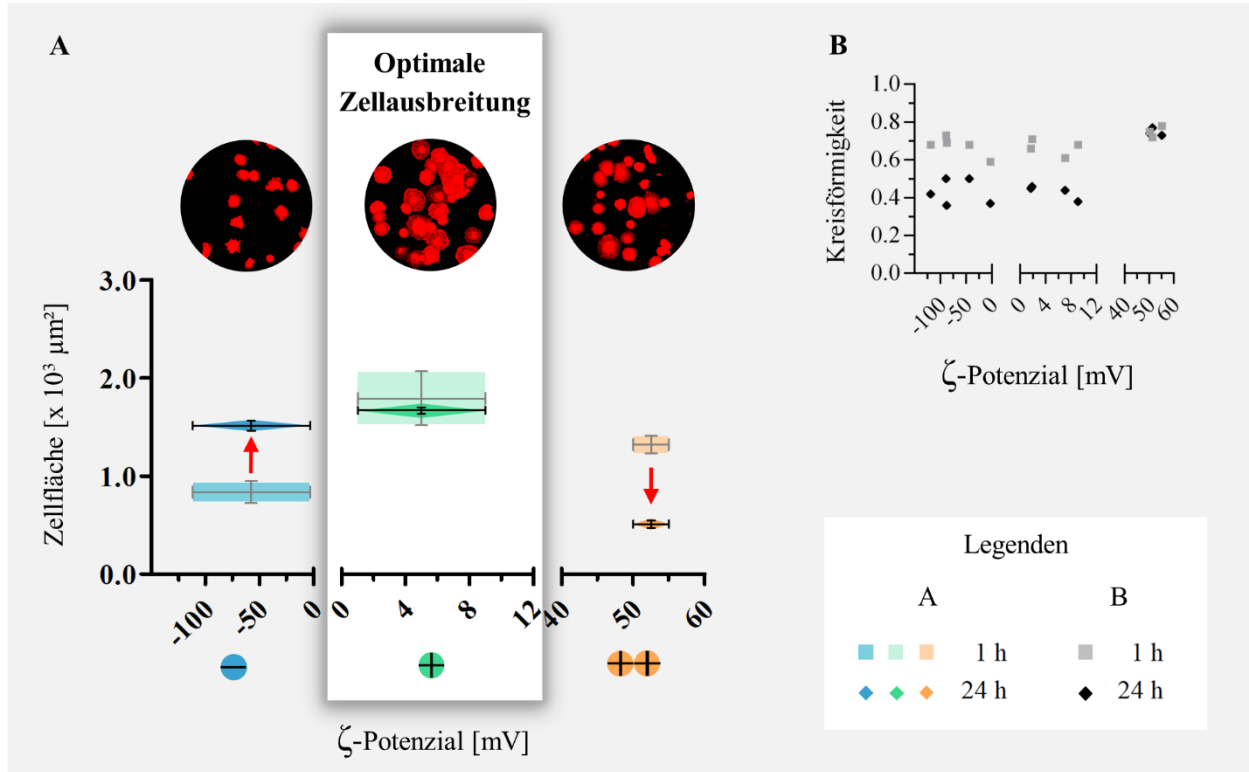 A
Optimale
Zellausbreitung
Zellfläche [x 10³ µm²]
3.0
2.0
1.0
0.0
-100 -50 0
0 4 8 12
40 50 60
ζ-Potenzial [mV]
B
Kreisförmigkeit
1.0
0.8
0.6
0.4
0.2
0.0
-100 -50 0
0 4 8 12
40 50 60
ζ-Potenzial [mV]
Legenden
A B
1 h 1 h
24 h 24 h